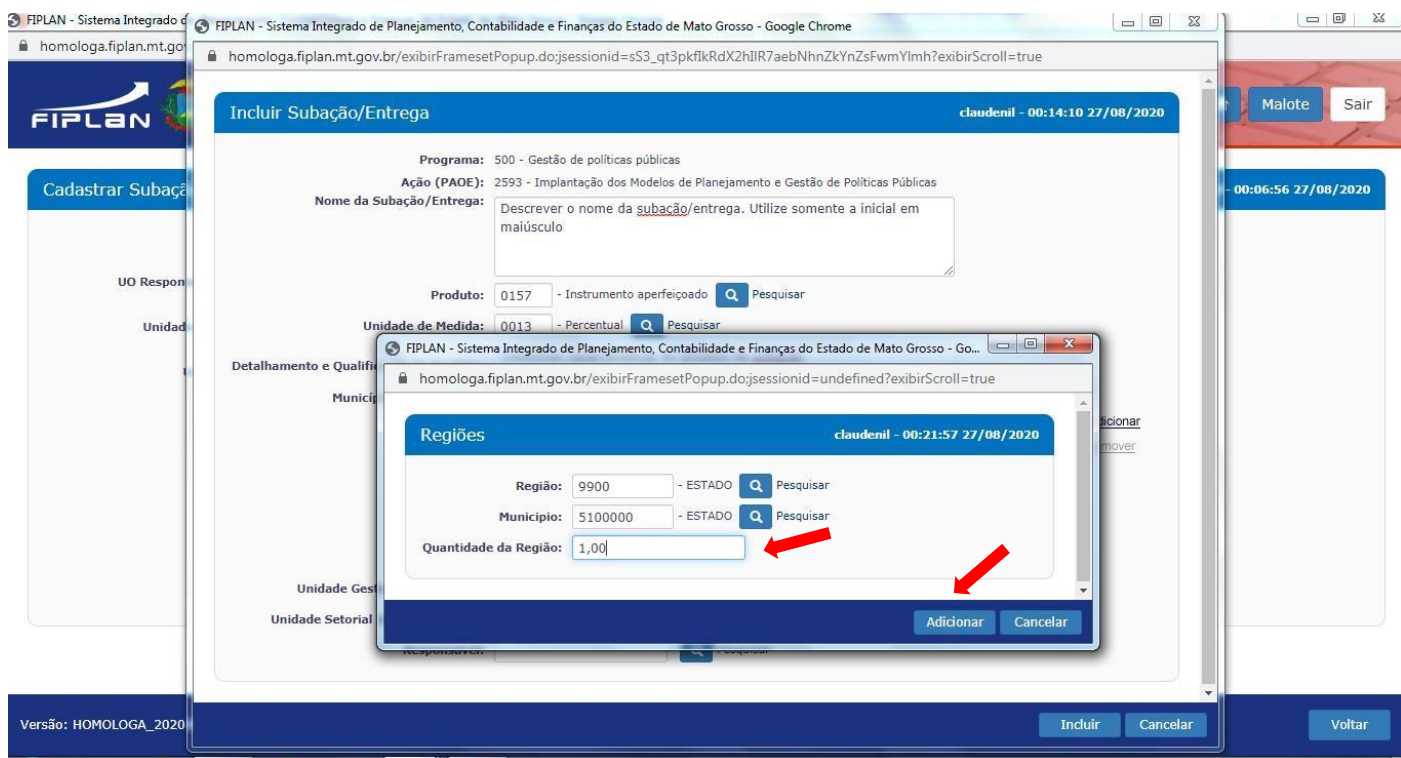 FIPLAN - Sistema Integrado d
FIPLAN - Sistema Integrado de Planejamento, Contabilidade e Finanças do Estado de Mato Grosso - Google Chrome
homologa.fiplan.mt.gov
homologa.fiplan.mt.gov.br/exibirFramesetPopup.do;jsessionid=sS3_qt3pkflkRdX2hIlR7aebNhnZkYnZsFwmYlmh?exibirScroll=true
FIPLAN
Malote
Sair
Incluir Subação/Entrega
claudenil - 00:14:10 27/08/2020
Cadastrar Subaçã
- 00:06:56 27/08/2020
Programa: 500 - Gestão de políticas públicas
Ação (PAOE): 2593 - Implantação dos Modelos de Planejamento e Gestão de Políticas Públicas
Nome da Subação/Entrega: Descrever o nome da subação/entrega. Utilize somente a inicial em
maiúsculo
UO Respon
Produto: 0157 - Instrumento aperfeiçoado Pesquisar
Unidad
Unidade de Medida: 0013 - Percentual Pesquisar
FIPLAN - Sistema Integrado de Planejamento, Contabilidade e Finanças do Estado de Mato Grosso - Go...
Detalhamento e Qualifi
homologa.fiplan.mt.gov.br/exibirFramesetPopup.do;jsessionid=undefined?exibirScroll=true
Municíp
dicionar
mover
Regiões
claudenil - 00:21:57 27/08/2020
Região: 9900 - ESTADO Pesquisar
Municipio: 5100000 - ESTADO Pesquisar
Quantidade da Região: 1,00
Unidade Gest
Unidade Setorial
Adicionar
Cancelar
Responsável:
Pesquisar
Versão: HOMOLOGA_2020
Incluir
Cancelar
Voltar